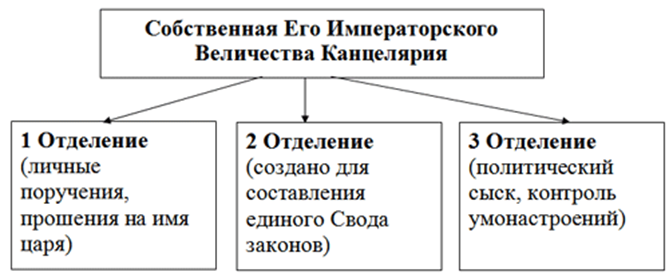 Собственная Его Императорского
Величества Канцелярия
1 Отделение
(личные
поручения,
прошения на имя
царя)
2 Отделение
(создано для
составления
единого Свода
законов)
3 Отделение
(политический
сыск, контроль
умонастроений)